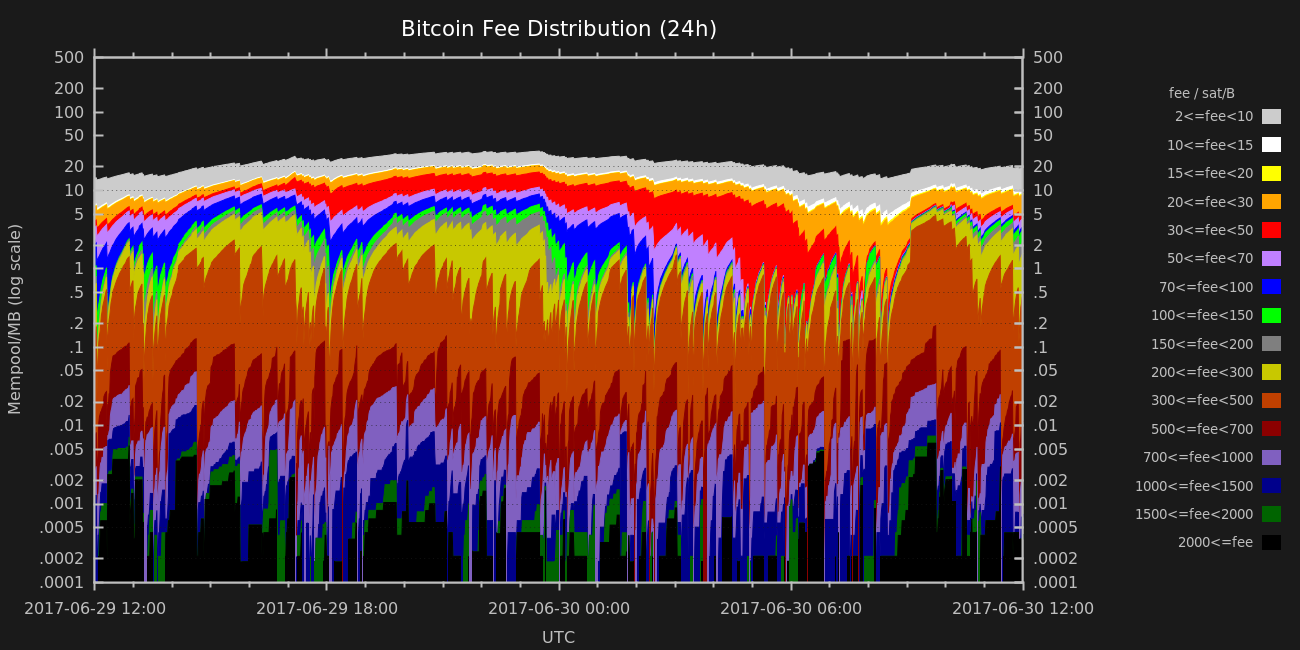 Bitcoin Fee Distribution (24h)
500 500
200 200
100 100
50 50
20 20
10 10
5 5
2 2
1 1
.5 .5
.2 .2
.1 .1
.05 .05
.02 .02
.01 .01
.005 .005
.002 .002
.001 .001
.0005 .0005
.0002 .0002
.0001 .0001
Mempool/MB (log scale)
2017-06-29 12:00 2017-06-29 18:00 2017-06-30 00:00 2017-06-30 06:00 2017-06-30 12:00
UTC
fee / sat/B
2<=fee<10
10<=fee<15
15<=fee<20
20<=fee<30
30<=fee<50
50<=fee<70
70<=fee<100
100<=fee<150
150<=fee<200
200<=fee<300
300<=fee<500
500<=fee<700
700<=fee<1000
1000<=fee<1500
1500<=fee<2000
2000<=fee